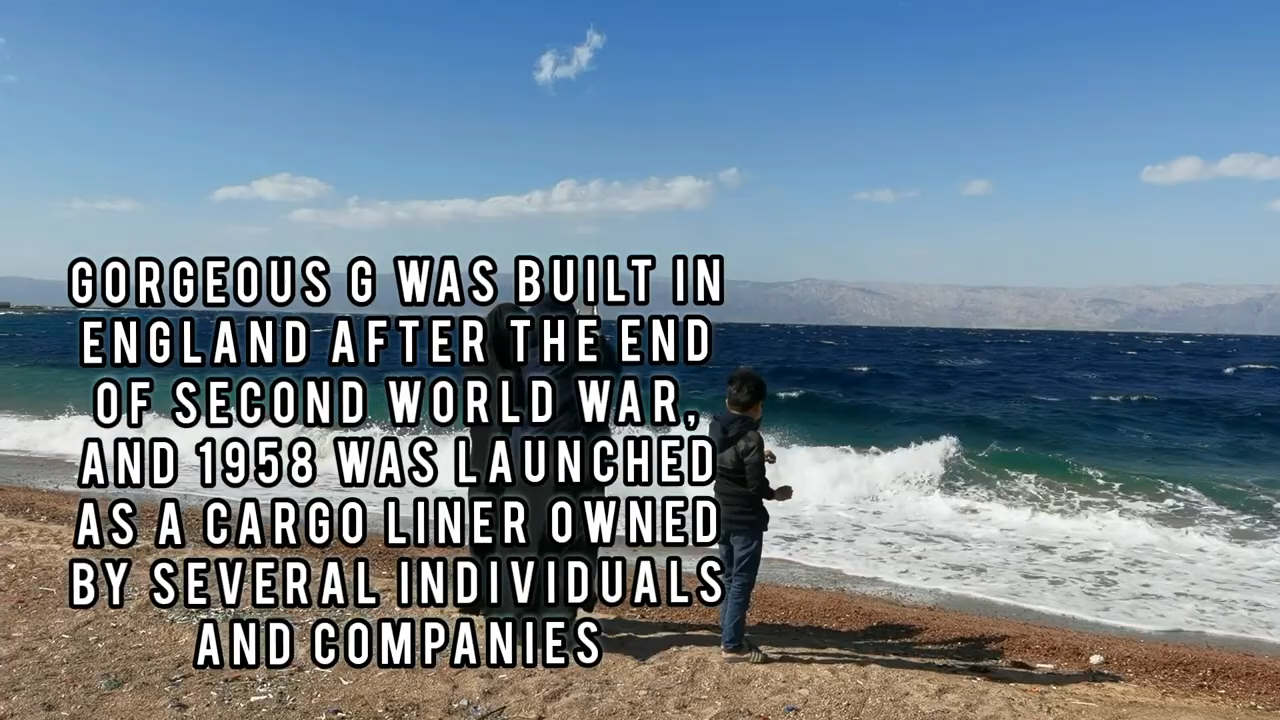 GORGEOUS G WAS BUILT IN
ENGLAND AFTER THE END
OF SECOND WORLD WAR,
AND 1958 WAS LAUNCHED
AS A CARGO LINER OWNED
BY SEVERAL INDIVIDUALS
AND COMPANIES